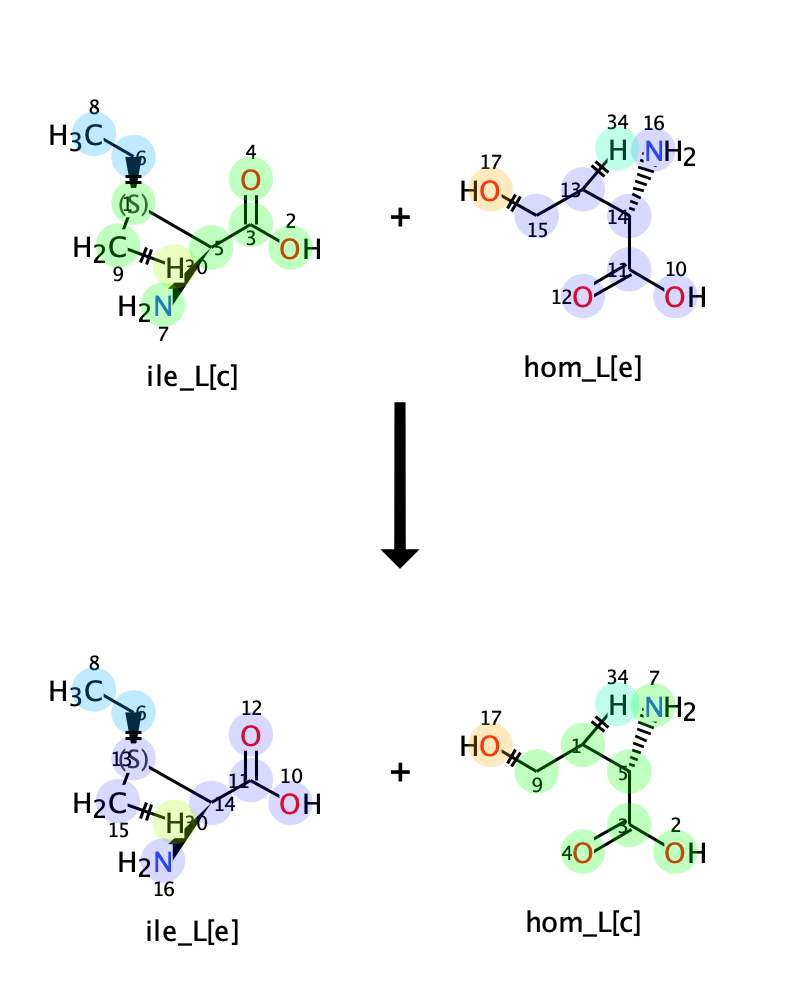 8
H₃C
6
4
O
1
(S)
2
3
OH
5
H₂C
9
H
30
H₂N
7
ile_L[c]
+
34
16
H
NH₂
17
HO
13
14
15
11
10
12
O
OH
hom_L[e]
8
H₃C
6
12
O
13
(S)
11
10
OH
14
H₂C
15
H
30
H₂N
16
ile_L[e]
+
34
7
H
NH₂
17
HO
1
5
9
3
2
4
O
OH
hom_L[c]